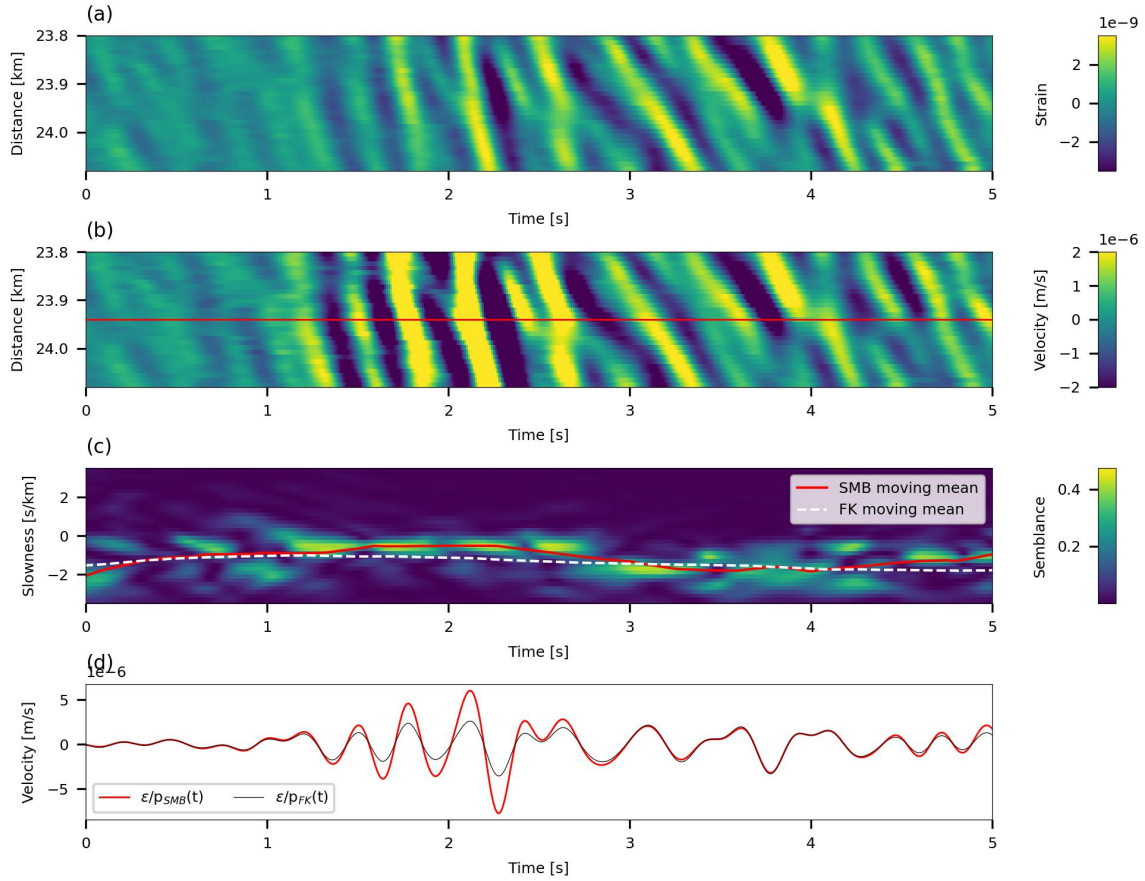 (a)
1e−9
23.8
23.9
24.0
Distance [km]
0
1
2
3
4
5
Time [s]
2
0
−2
Strain
(b)
1e−6
23.8
23.9
24.0
Distance [km]
0
1
2
3
4
5
Time [s]
2
1
0
−1
−2
Velocity [m/s]
(c)
2
0
−2
Slowness [s/km]
SMB moving mean
FK moving mean
0
1
2
3
4
5
Time [s]
0.4
0.2
Semblance
(d)
1e−6
5
0
−5
Velocity [m/s]
ε/pSMB(t)
ε/pFK(t)
0
1
2
3
4
5
Time [s]